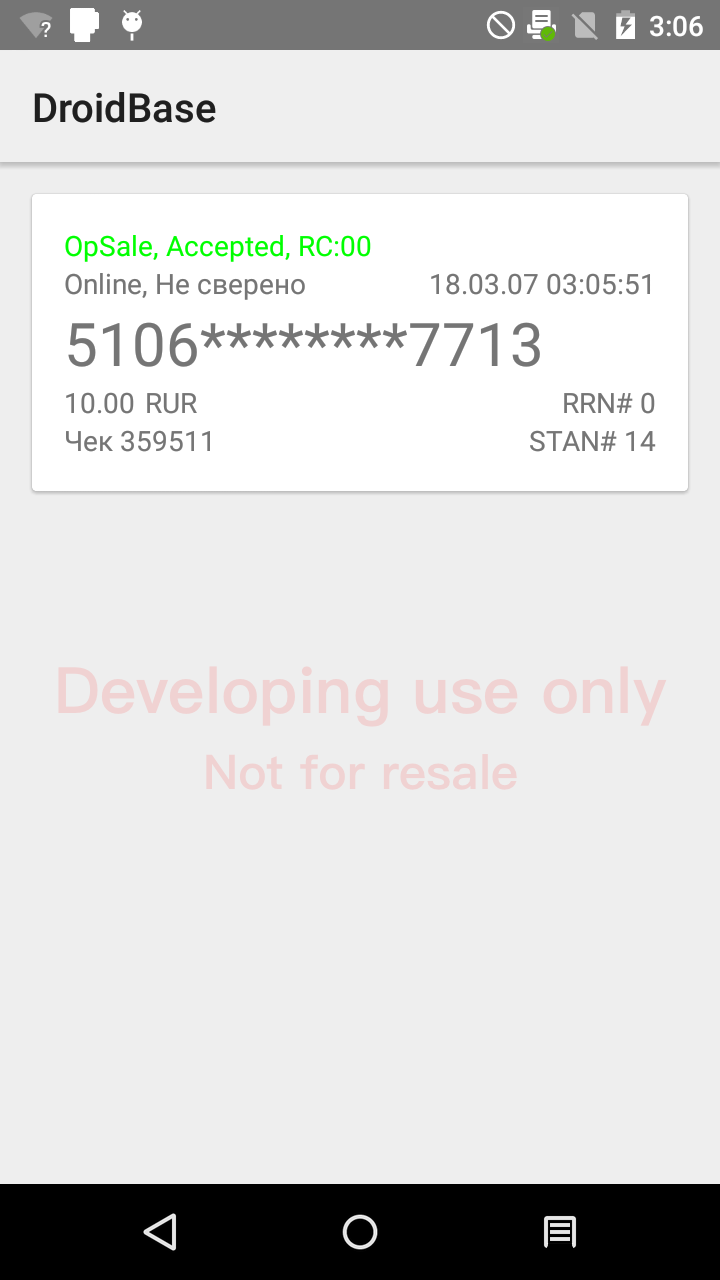 3:06
DroidBase
OpSale, Accepted, RC:00
Online, Не сверено 18.03.07 03:05:51
5106********7713
10.00 RUR RRN# 0
Чек 359511 STAN# 14
Developing use only
Not for resale